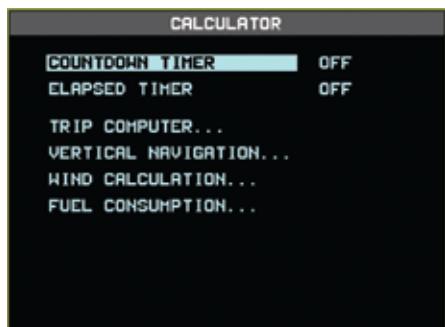 CALCULATOR
COUNTDOWN TIMER OFF
ELAPSED TIMER OFF
TRIP COMPUTER...
VERTICAL NAVIGATION...
WIND CALCULATION...
FUEL CONSUMPTION...